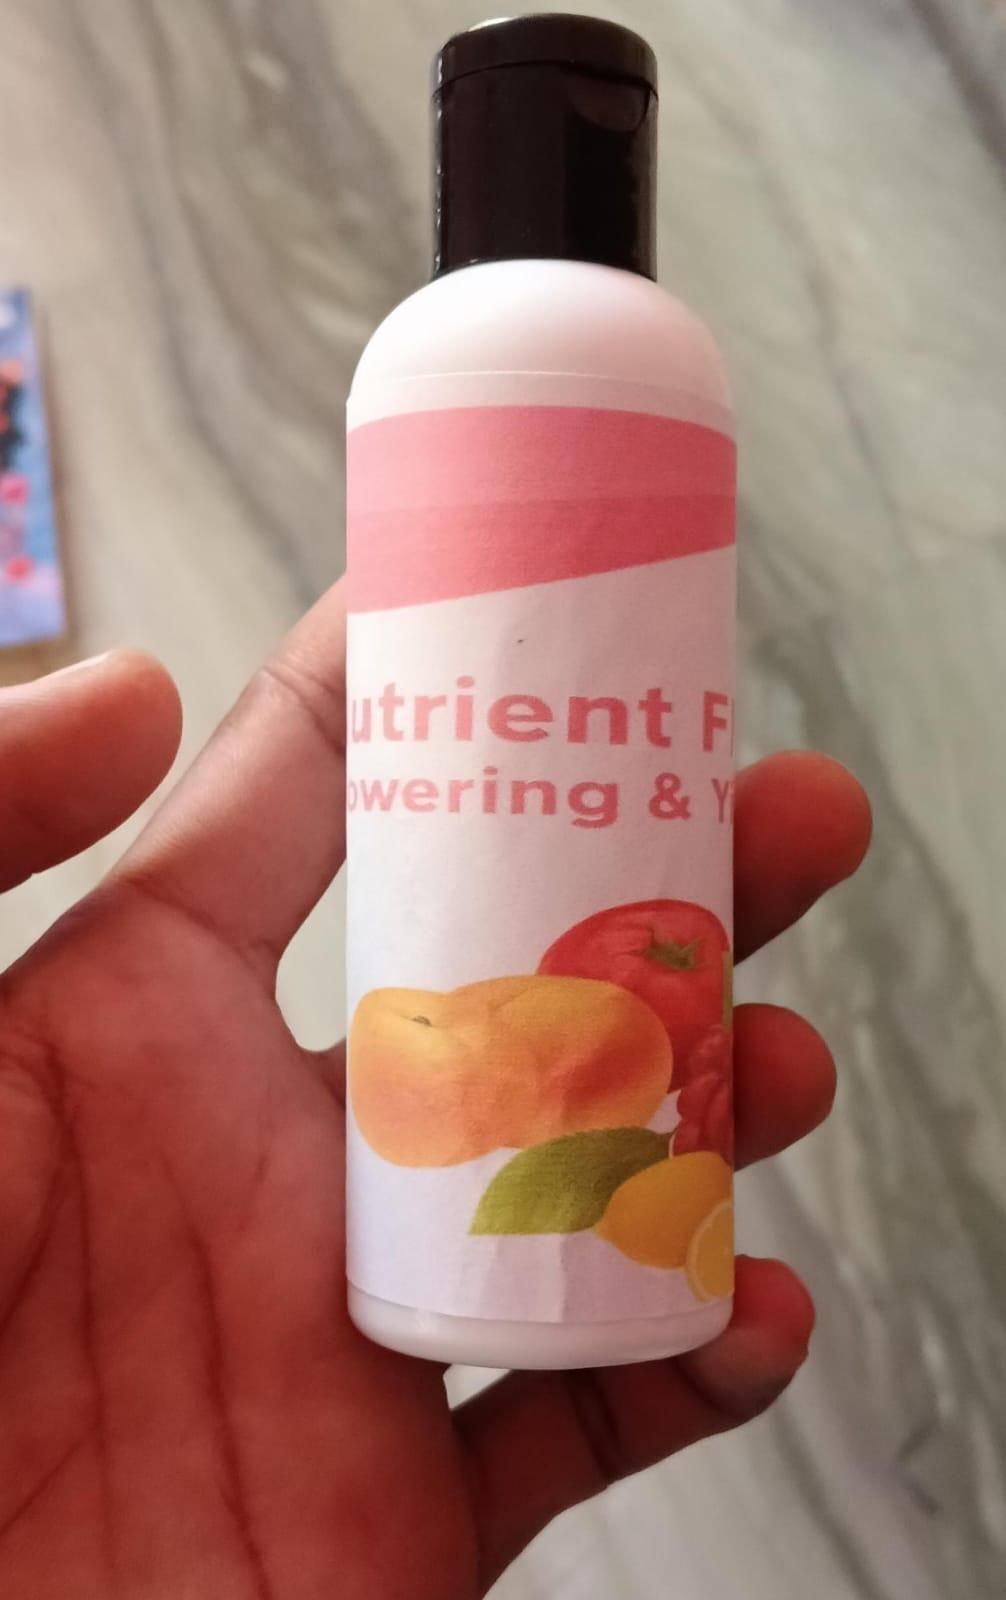 utrient F
owering & Y